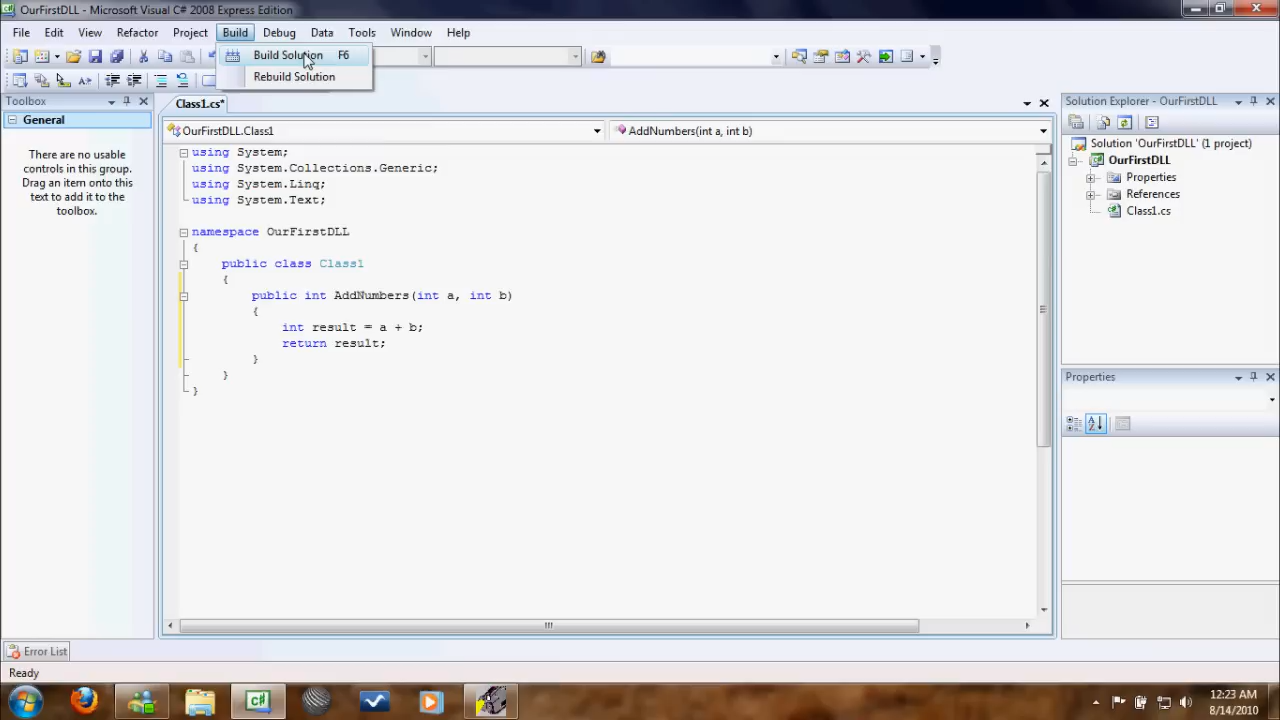 OurFirstDLL - Microsoft Visual C# 2008 Express Edition
File Edit View Refactor Project Build Debug Data Tools Window Help
Build Solution F6
Rebuild Solution
Toolbox
General
There are no usable
controls in this group.
Drag an item onto this
text to add it to the
toolbox.
Class1.cs*
OurFirstDLL.Class1
AddNumbers(int a, int b)
using System;
using System.Collections.Generic;
using System.Linq;
using System.Text;
namespace OurFirstDLL
{
public class Class1
{
public int AddNumbers(int a, int b)
{
int result = a + b;
return result;
}
}
}
Solution Explorer - OurFirstDLL
Solution 'OurFirstDLL' (1 project)
OurFirstDLL
Properties
References
Class1.cs
Properties
Error List
Ready
12:23 AM
8/14/2010